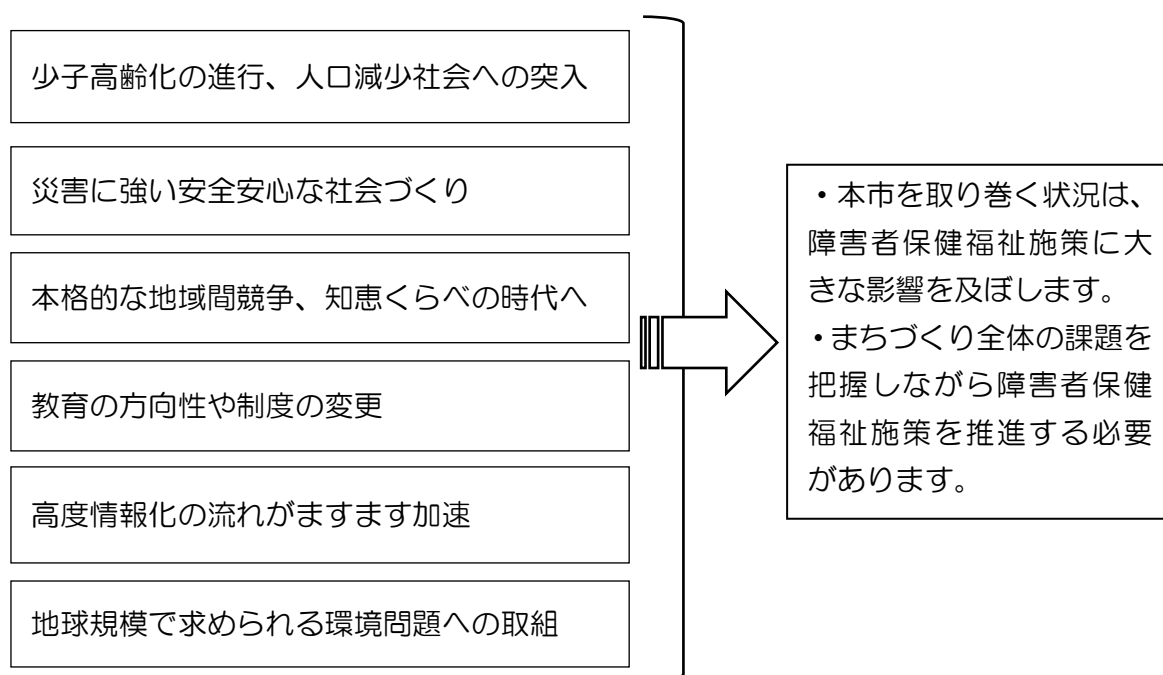 少子高齢化の進行、人口減少社会への突入
災害に強い安全安心な社会づくり
本格的な地域間競争、知恵くらべの時代へ
教育の方向性や制度の変更
高度情報化の流れがますます加速
地球規模で求められる環境問題への取組
・本市を取り巻く状況は、
障害者保健福祉施策に大
きな影響を及ぼします。
・まちづくり全体の課題を
把握しながら障害者保健
福祉施策を推進する必要
があります。